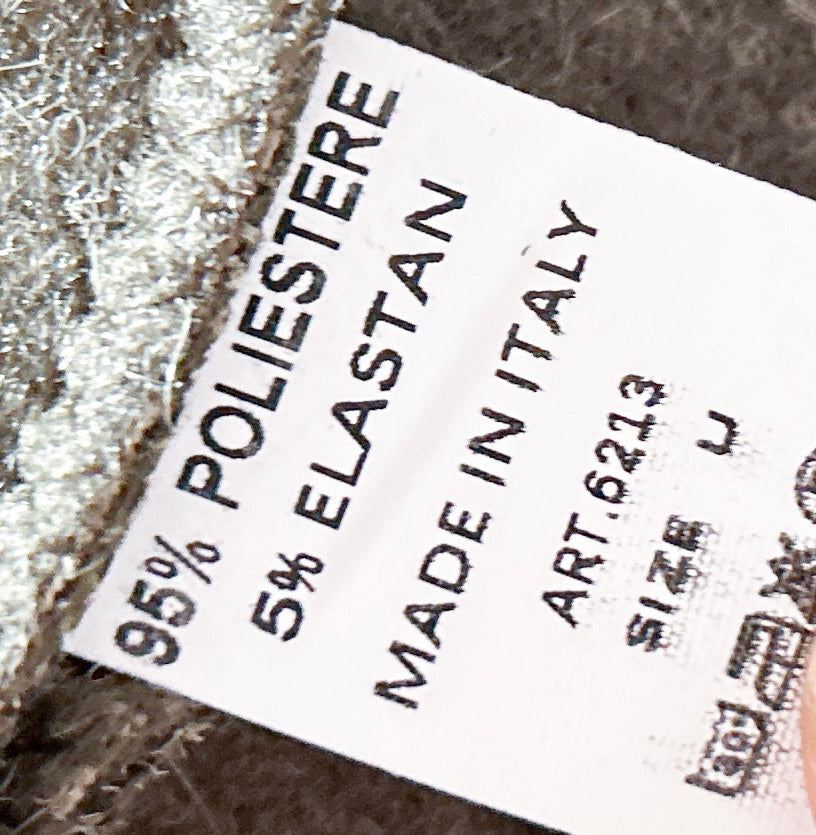 95% POLIESTERE
5% ELASTAN
MADE IN ITALY
ART.6213
SIZE L